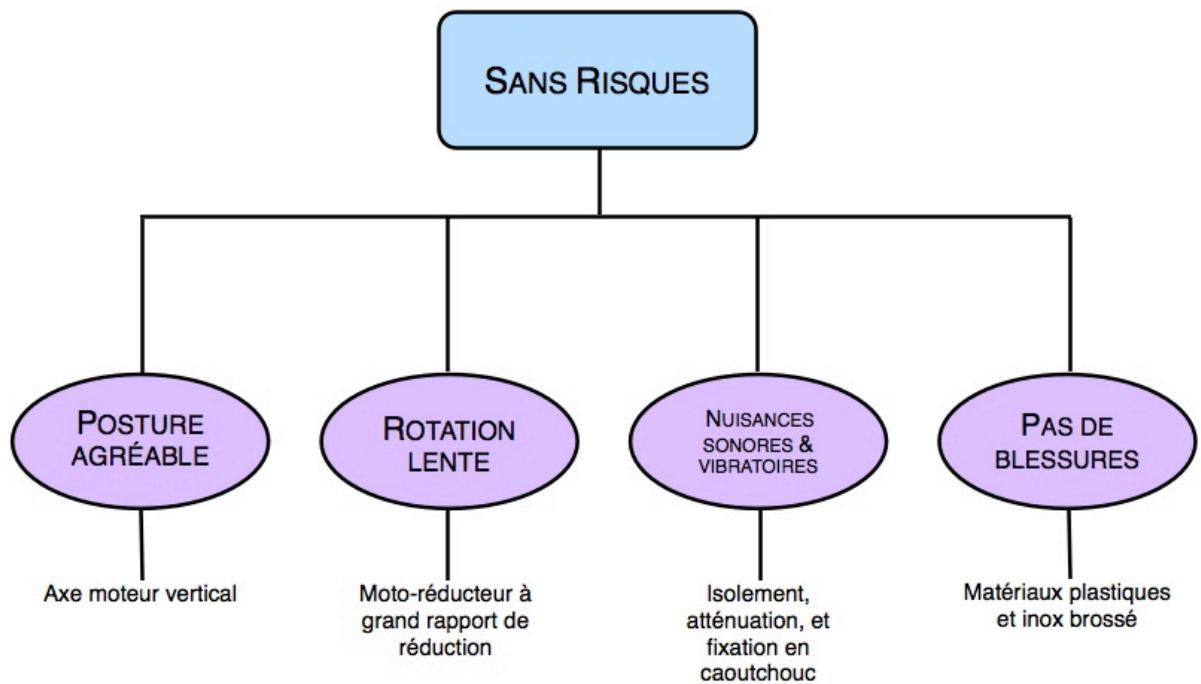 SANS RISQUES
POSTURE
AGRÉABLE
ROTATION
LENTE
NUISANCES
SONORES &
VIBRATOIRES
PAS DE
BLESSURES
Axe moteur vertical
Moto-réducteur à
grand rapport de
réduction
Isolement,
atténuation, et
fixation en
caoutchouc
Matériaux plastiques
et inox brossé